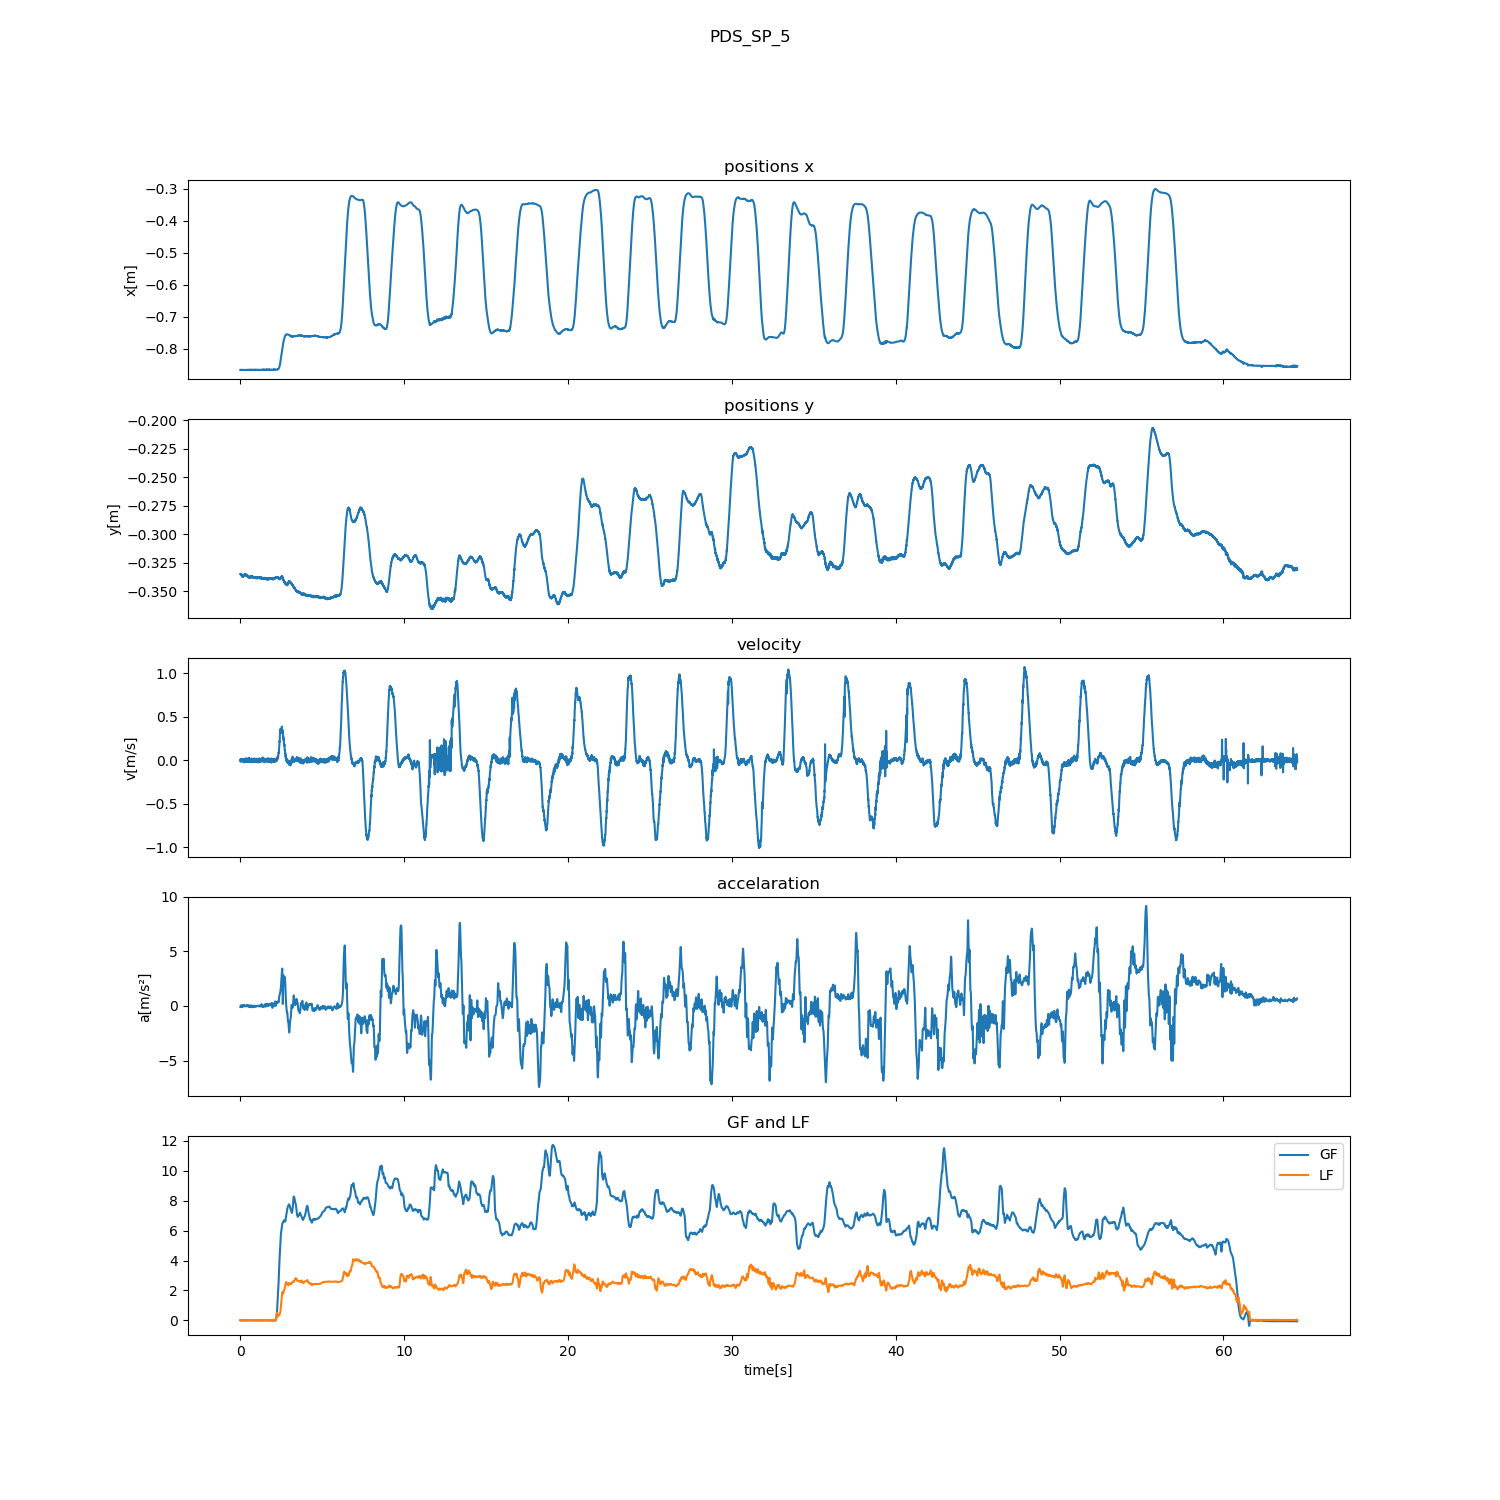 PDS_SP_5
positions x
−0.3
−0.4
−0.5
−0.6
−0.7
−0.8
x[m]
positions y
−0.200
−0.225
−0.250
−0.275
−0.300
−0.325
−0.350
y[m]
velocity
1.0
0.5
0.0
−0.5
−1.0
v[m/s]
accelaration
10
5
0
−5
a[m/s²]
GF and LF
12
10
8
6
4
2
0
GF
LF
0 10 20 30 40 50 60
time[s]